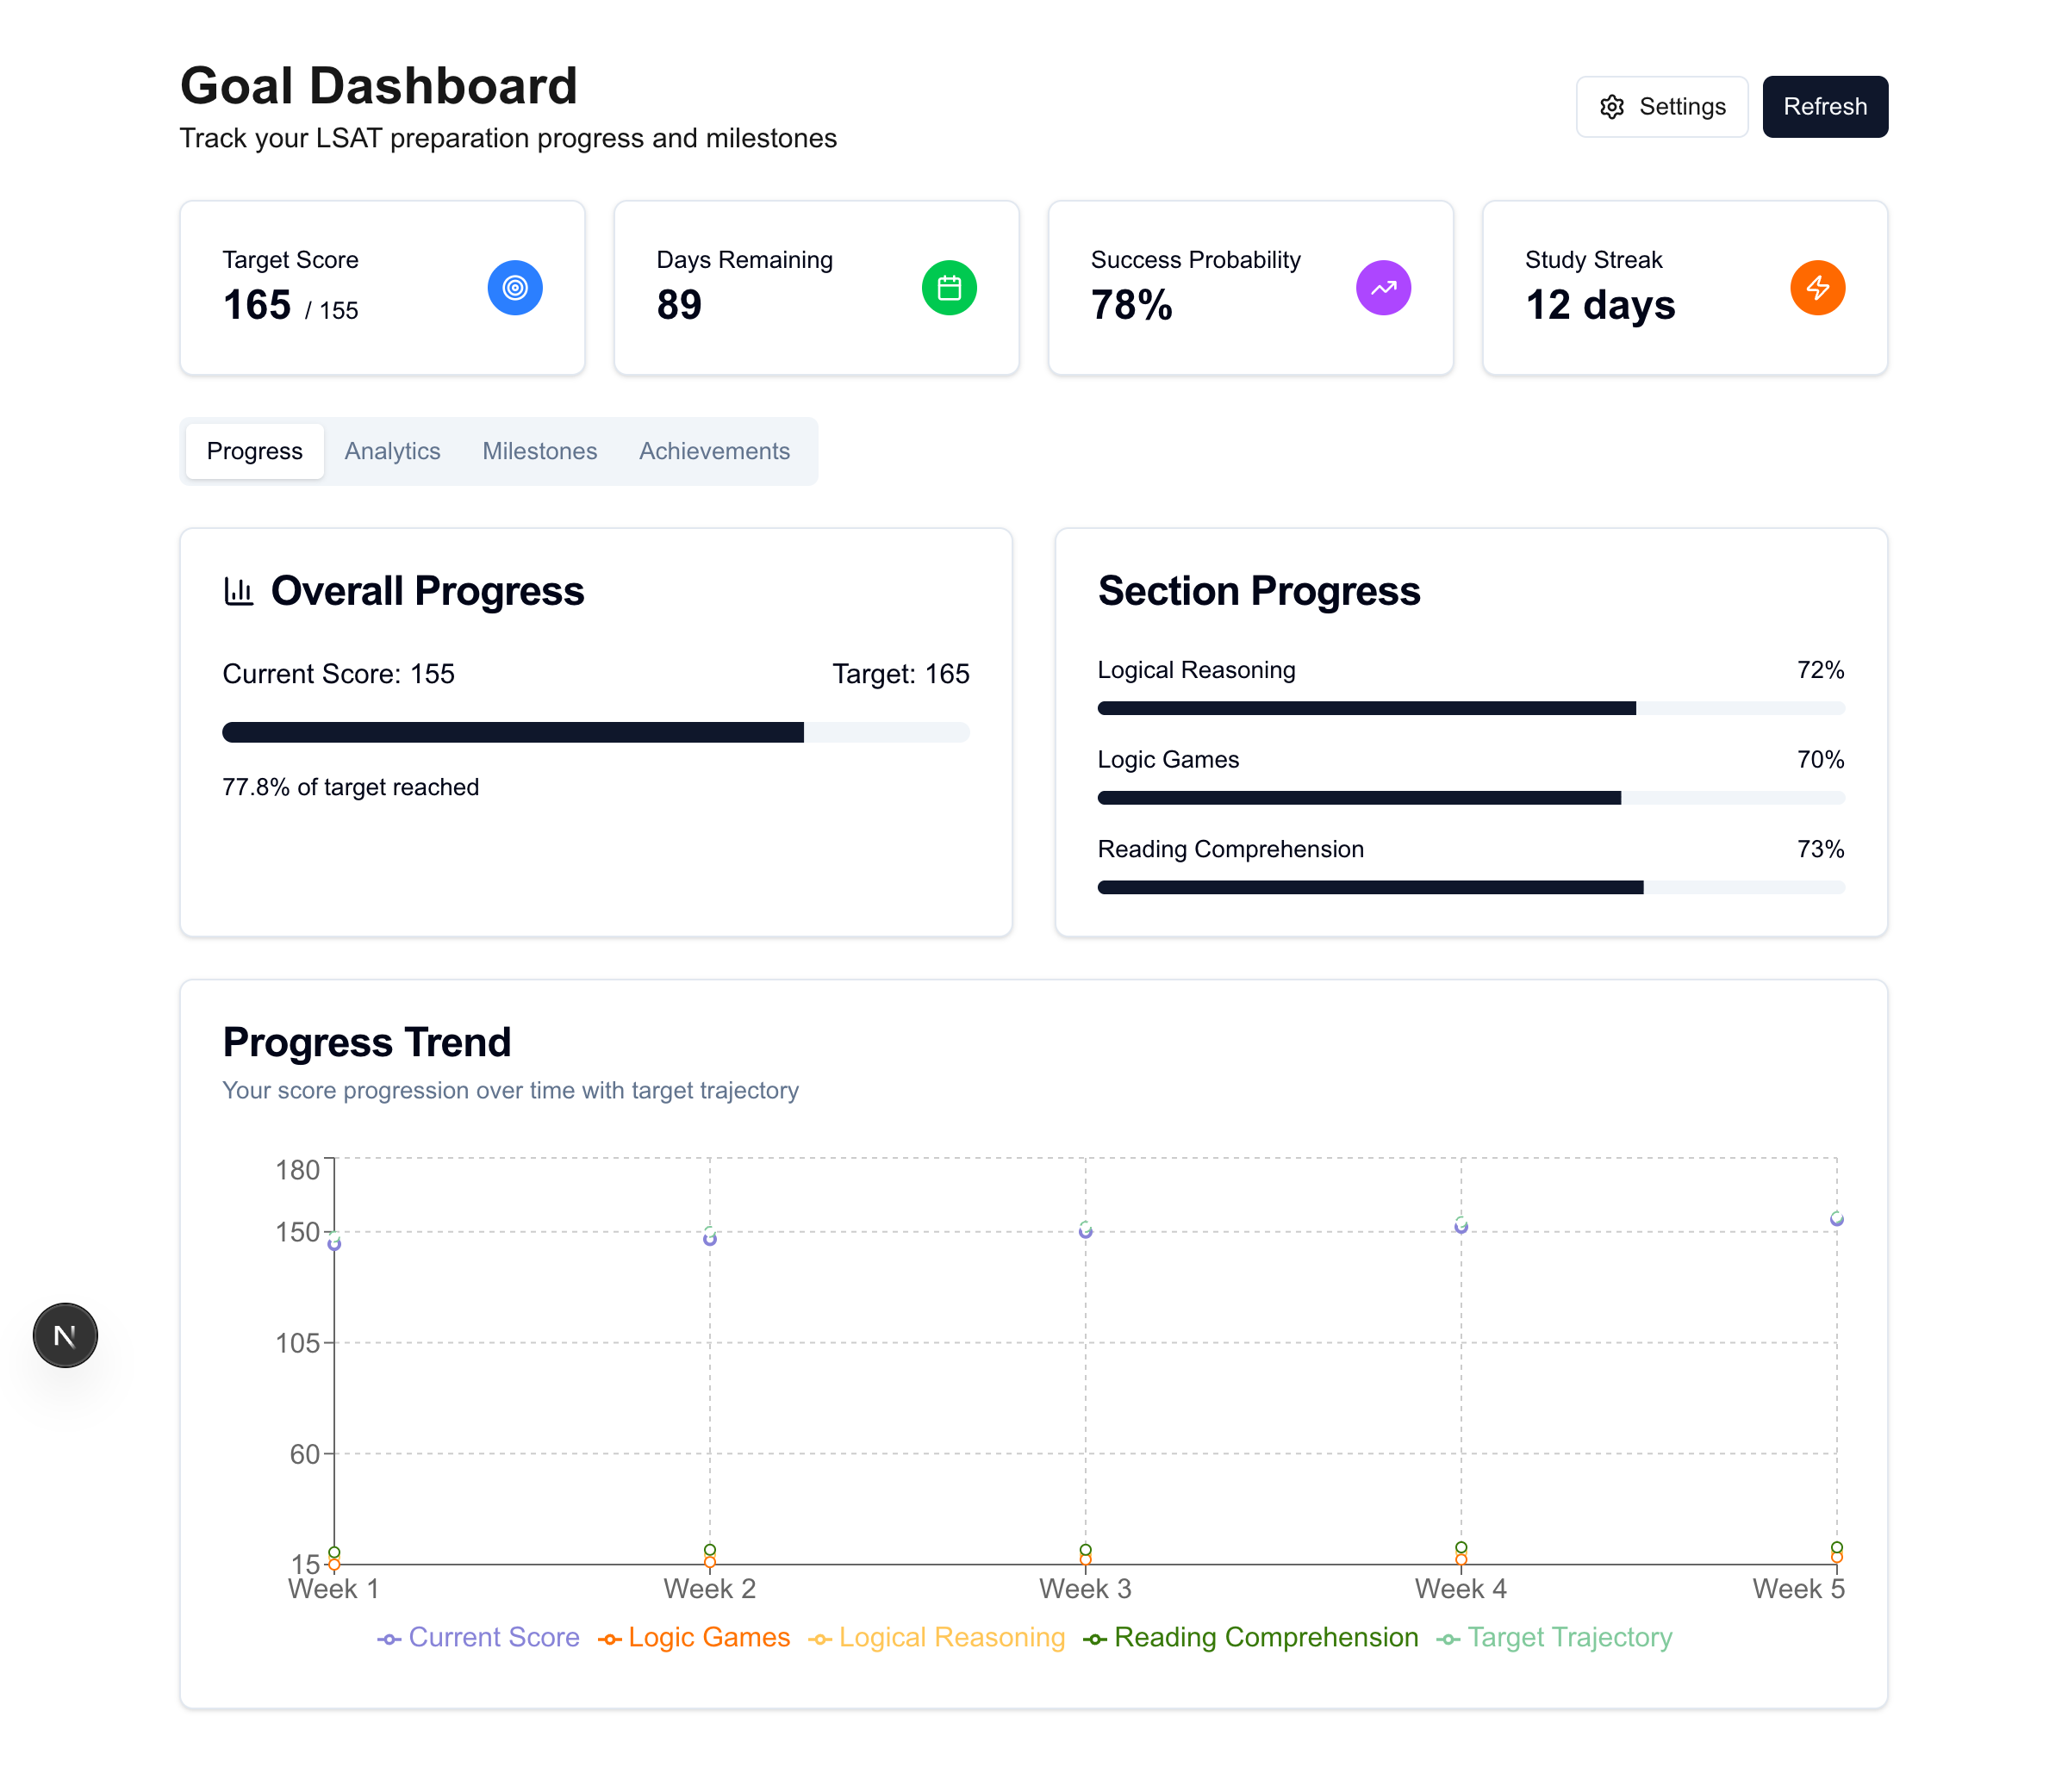 Goal Dashboard
Track your LSAT preparation progress and milestones
Settings
Refresh
Target Score
165 / 155
Days Remaining
89
Success Probability
78%
Study Streak
12 days
Progress
Analytics
Milestones
Achievements
Overall Progress
Current Score: 155
Target: 165
77.8% of target reached
Section Progress
Logical Reasoning
72%
Logic Games
70%
Reading Comprehension
73%
Progress Trend
Your score progression over time with target trajectory
180
150
105
60
15
Week 1
Week 2
Week 3
Week 4
Week 5
Current Score
Logic Games
Logical Reasoning
Reading Comprehension
Target Trajectory
N